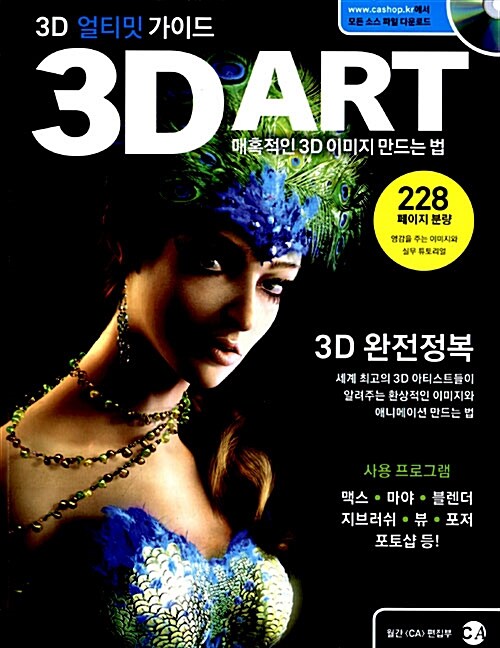 www.cashop.kr에서
모든 소스 파일 다운로드
3D 얼티밋 가이드
3D ART
매혹적인 3D 이미지 만드는 법
228
페이지 분량
영감을 주는 이미지와
실무 튜토리얼
3D 완전정복
세계 최고의 3D 아티스트들이
알려주는 환상적인 이미지와
애니메이션 만드는 법
사용 프로그램
맥스 • 마야 • 블렌더
지브러쉬 • 뷰 • 포저
포토샵 등!
월간 〈CA〉 편집부 CA